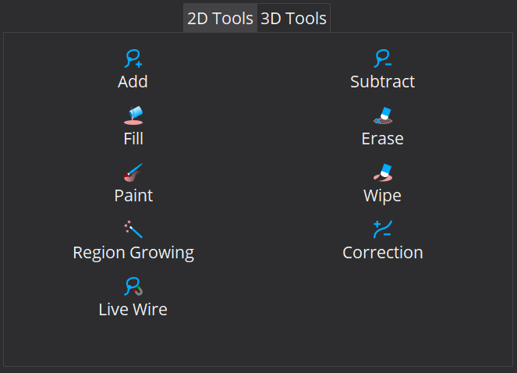 2D Tools 3D Tools
Add Subtract
Fill Erase
Paint Wipe
Region Growing Correction
Live Wire